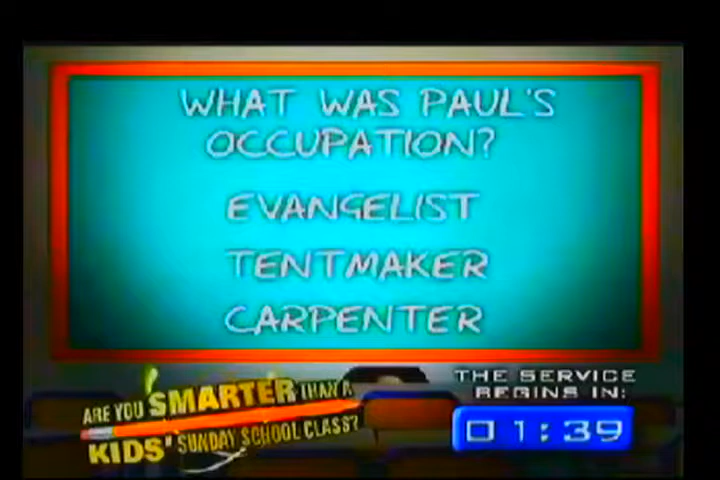 WHAT WAS PAUL'S
OCCUPATION?
EVANGELIST
TENTMAKER
CARPENTER
ARE YOU SMARTER THAN A
KIDS' SUNDAY SCHOOL CLASS?
THE SERVICE
BEGINS IN:
01:39